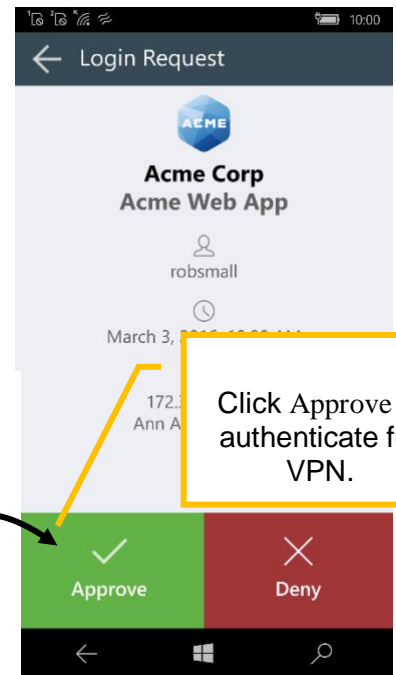 10:00
Login Request
ACME
Acme Corp
Acme Web App
robsmall
March 3,
172.
Ann A
Click Approve
authenticate
VPN.
Approve
Deny